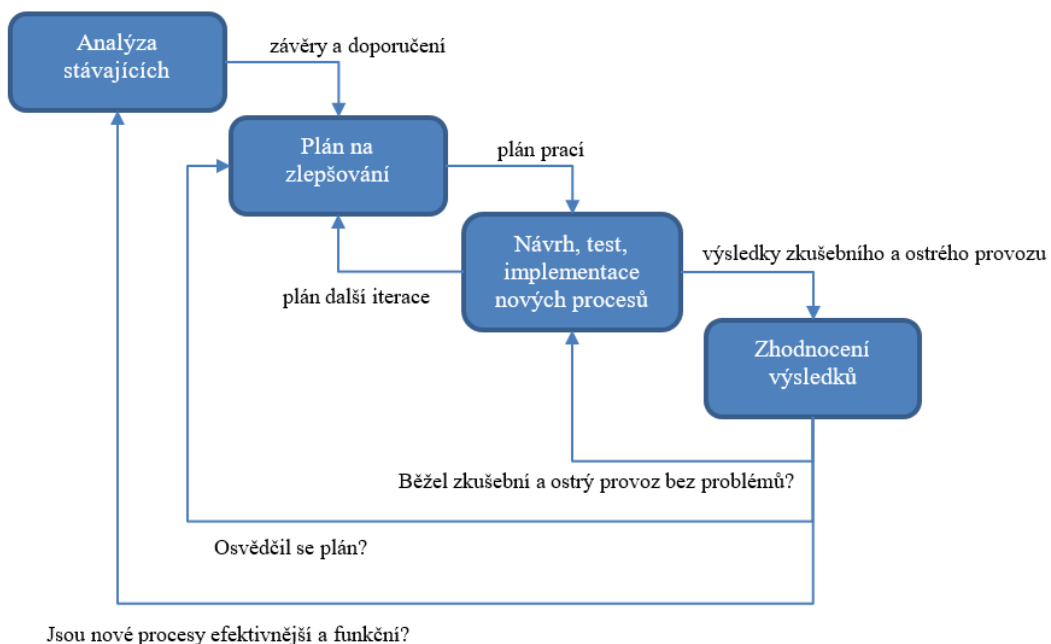 Analýza
stávajících
závěry a doporučení
Plán na
zlepšování
plán prací
Návrh, test,
implementace
nových procesů
výsledky zkušebního a ostrého provozu
plán další iterace
Zhodnocení
výsledků
Běžel zkušební a ostrý provoz bez problémů?
Osvědčil se plán?
Jsou nové procesy efektivnější a funkční?